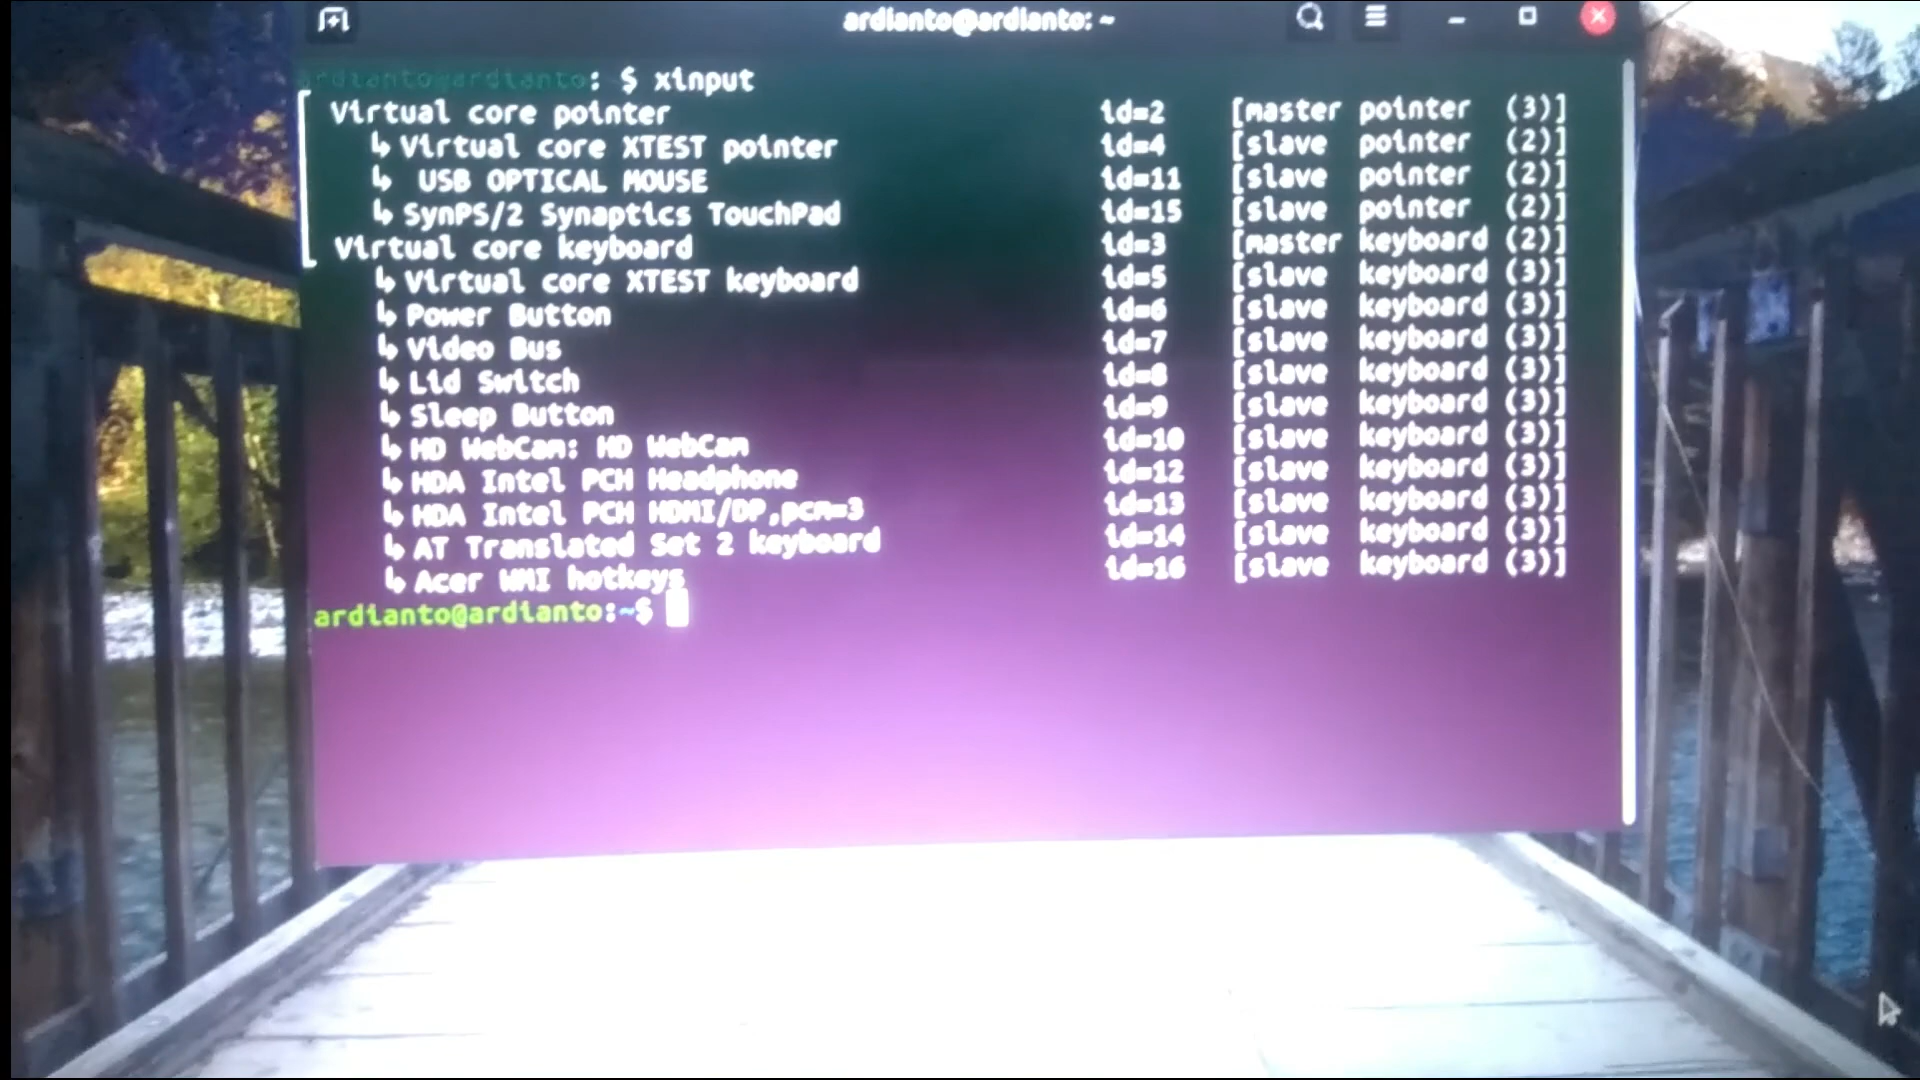 ardianto@ardianto: ~
ardianto@ardianto: $ xinput
Virtual core pointer id=2 [master pointer (3)]
↳ Virtual core XTEST pointer id=4 [slave pointer (2)]
↳ USB OPTICAL MOUSE id=11 [slave pointer (2)]
↳ SynPS/2 Synaptics TouchPad id=15 [slave pointer (2)]
Virtual core keyboard id=3 [master keyboard (2)]
↳ Virtual core XTEST keyboard id=5 [slave keyboard (3)]
↳ Power Button id=6 [slave keyboard (3)]
↳ Video Bus id=7 [slave keyboard (3)]
↳ Lid Switch id=8 [slave keyboard (3)]
↳ Sleep Button id=9 [slave keyboard (3)]
↳ HD WebCam: HD WebCam id=10 [slave keyboard (3)]
↳ HDA Intel PCH Headphone id=12 [slave keyboard (3)]
↳ HDA Intel PCH HDMI/DP,pcm=3 id=13 [slave keyboard (3)]
↳ AT Translated Set 2 keyboard id=14 [slave keyboard (3)]
↳ Acer WMI hotkeys id=16 [slave keyboard (3)]
ardianto@ardianto:~$